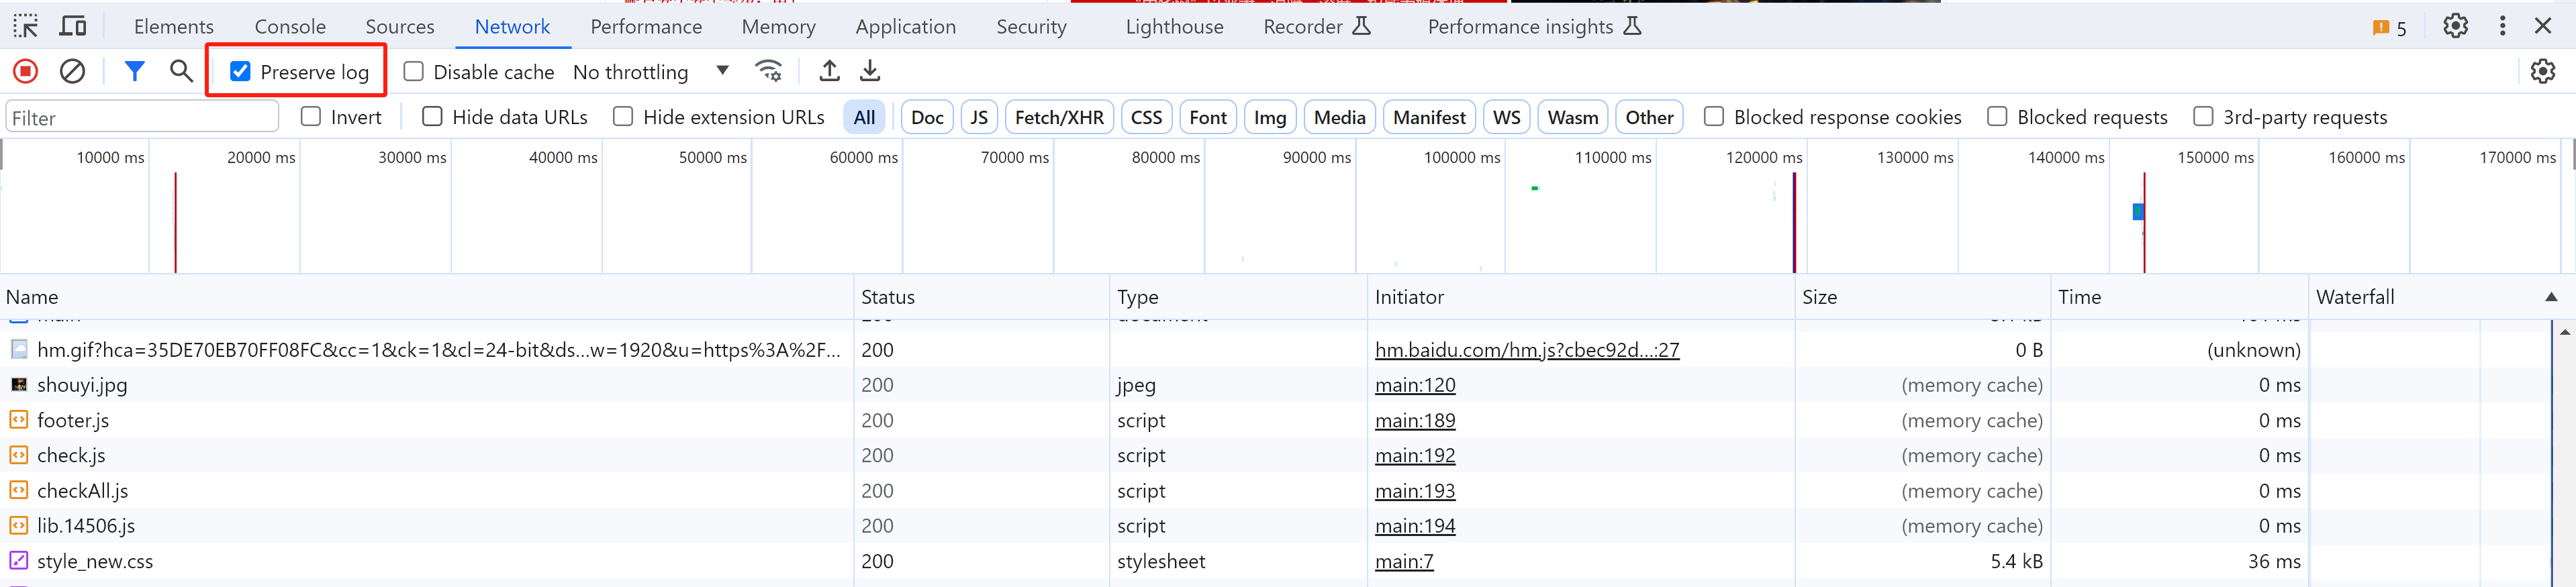 Elements Console Sources Network Performance Memory Application Security Lighthouse Recorder Performance insights 5
Preserve log Disable cache No throttling
Filter Invert Hide data URLs Hide extension URLs All Doc JS Fetch/XHR CSS Font Img Media Manifest WS Wasm Other Blocked response cookies Blocked requests 3rd-party requests
10000 ms 20000 ms 30000 ms 40000 ms 50000 ms 60000 ms 70000 ms 80000 ms 90000 ms 100000 ms 110000 ms 120000 ms 130000 ms 140000 ms 150000 ms 160000 ms 170000 ms
Name Status Type Initiator Size Time Waterfall
hm.gif?hca=35DE70EB70FF08FC&cc=1&ck=1&cl=24-bit&ds...w=1920&u=https%3A%2F... 200 hm.baidu.com/hm.js?cbec92d...:27 0 B (unknown)
shouyi.jpg 200 jpeg main:120 (memory cache) 0 ms
footer.js 200 script main:189 (memory cache) 0 ms
check.js 200 script main:192 (memory cache) 0 ms
checkAll.js 200 script main:193 (memory cache) 0 ms
lib.14506.js 200 script main:194 (memory cache) 0 ms
style_new.css 200 stylesheet main:7 5.4 kB 36 ms